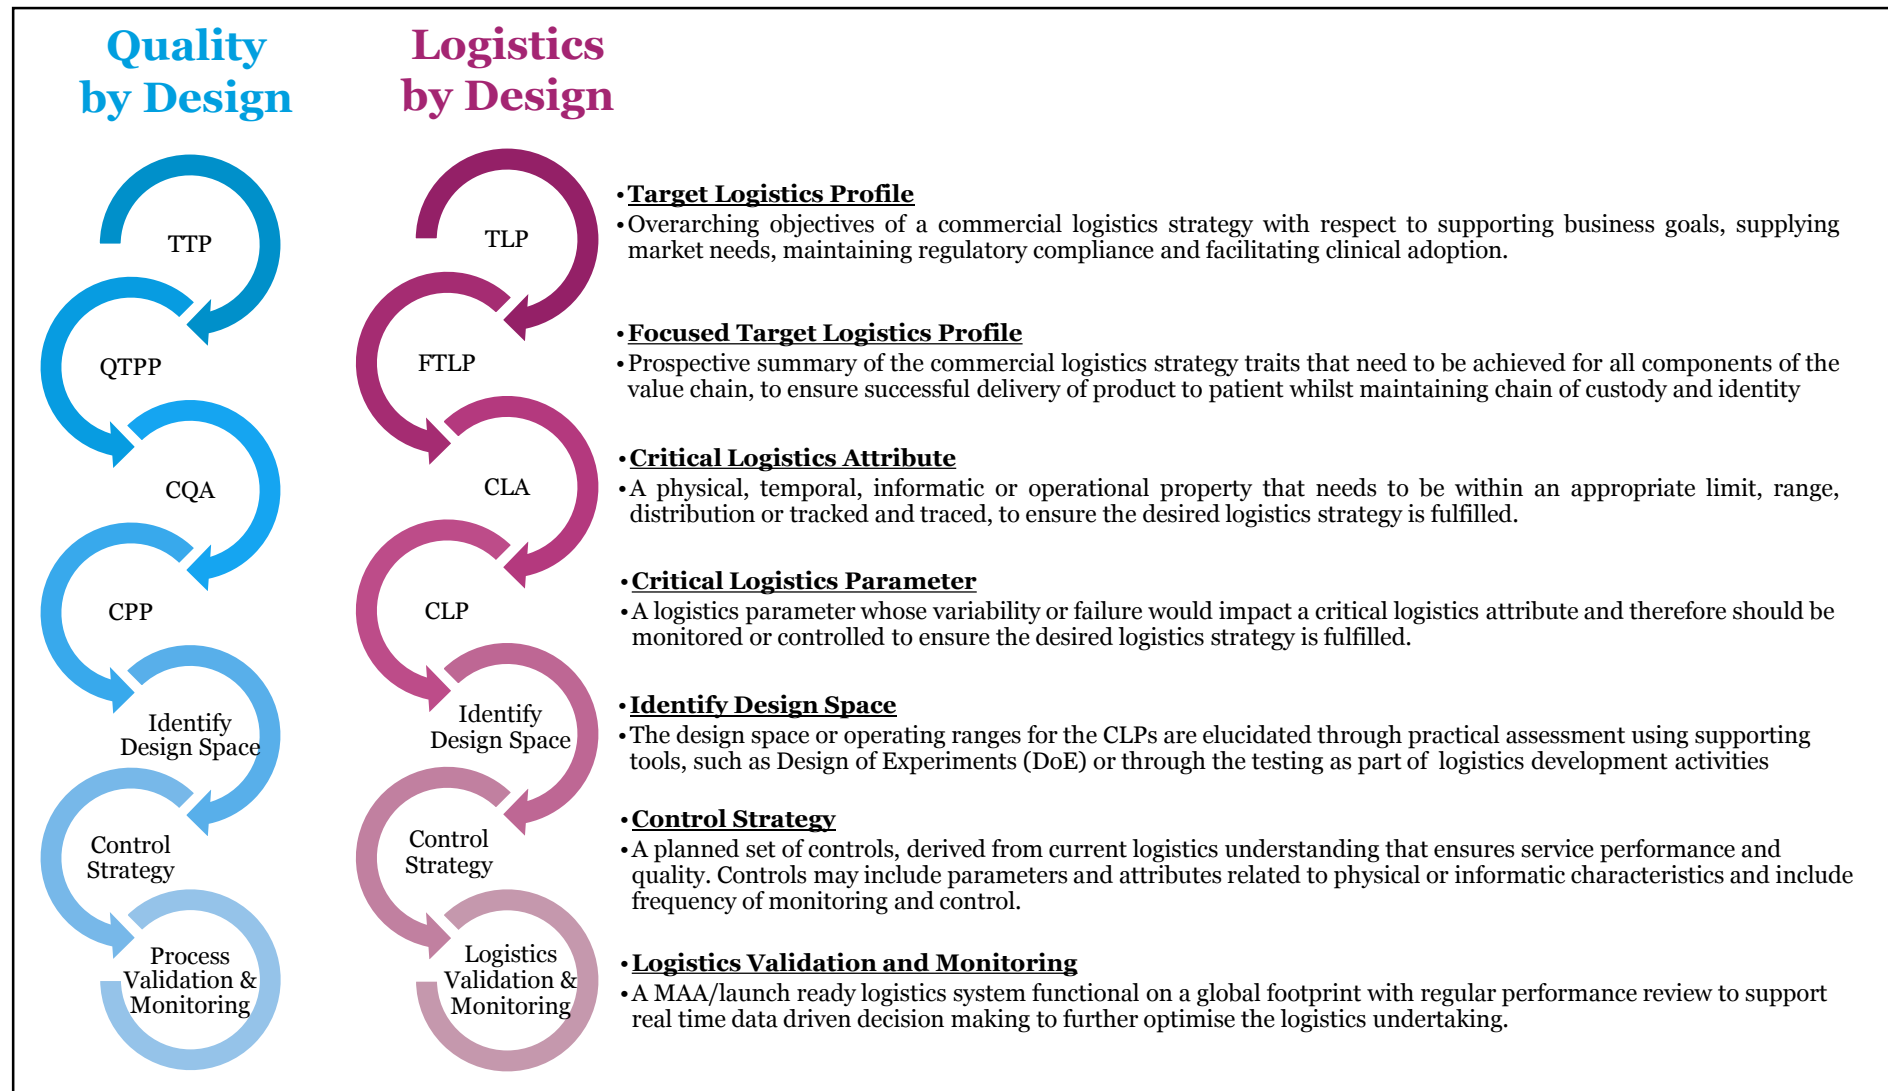 Quality
by Design
TTP
QTPP
CQA
CPP
Identify
Design Space
Control
Strategy
Process
Validation &
Monitoring
Logistics
by Design
TLP
FTLP
CLA
CLP
Identify
Design Space
Control
Strategy
Logistics
Validation &
Monitoring
•Target Logistics Profile
•Overarching objectives of a commercial logistics strategy with respect to supporting business goals, supplying
market needs, maintaining regulatory compliance and facilitating clinical adoption.
•Focused Target Logistics Profile
•Prospective summary of the commercial logistics strategy traits that need to be achieved for all components of the
value chain, to ensure successful delivery of product to patient whilst maintaining chain of custody and identity
•Critical Logistics Attribute
•A physical, temporal, informatic or operational property that needs to be within an appropriate limit, range,
distribution or tracked and traced, to ensure the desired logistics strategy is fulfilled.
•Critical Logistics Parameter
•A logistics parameter whose variability or failure would impact a critical logistics attribute and therefore should be
monitored or controlled to ensure the desired logistics strategy is fulfilled.
•Identify Design Space
•The design space or operating ranges for the CLPs are elucidated through practical assessment using supporting
tools, such as Design of Experiments (DoE) or through the testing as part of logistics development activities
•Control Strategy
•A planned set of controls, derived from current logistics understanding that ensures service performance and
quality. Controls may include parameters and attributes related to physical or informatic characteristics and include
frequency of monitoring and control.
•Logistics Validation and Monitoring
•A MAA/launch ready logistics system functional on a global footprint with regular performance review to support
real time data driven decision making to further optimise the logistics undertaking.